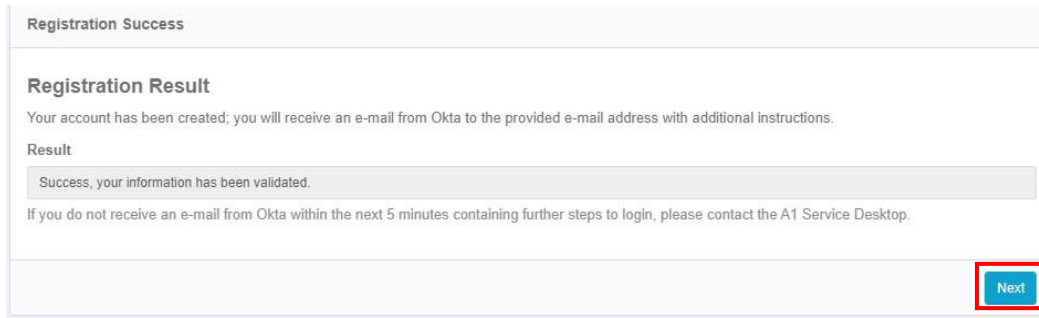 Registration Success
Registration Result
Your account has been created; you will receive an e-mail from Okta to the provided e-mail address with additional instructions.
Result
Success, your information has been validated.
If you do not receive an e-mail from Okta within the next 5 minutes containing further steps to login, please contact the A1 Service Desktop.
Next